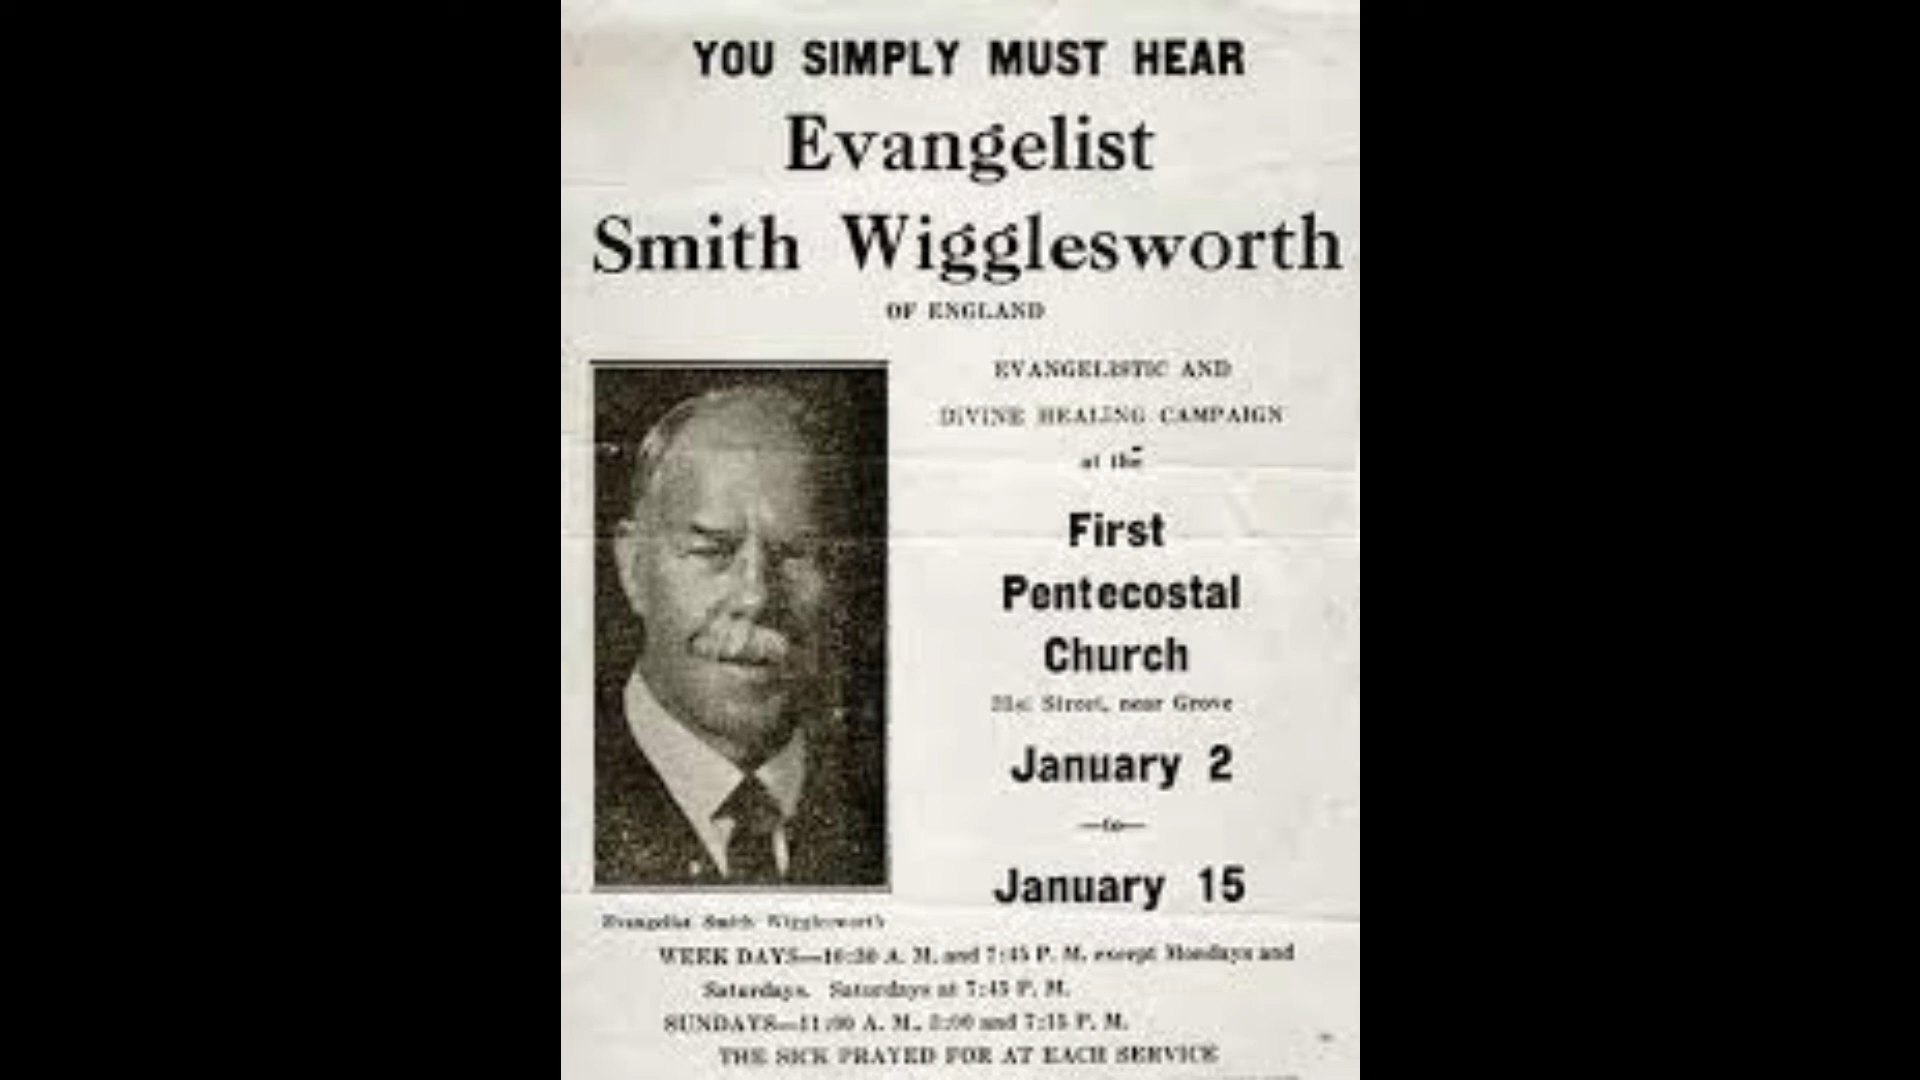 YOU SIMPLY MUST HEAR
Evangelist
Smith Wigglesworth
OF ENGLAND
EVANGELISTIC AND
DIVINE HEALING CAMPAIGN
at the
First
Pentecostal
Church
Street, near Grove
January 2
—to—
January 15
Evangelist Smith Wigglesworth
WEEK DAYS—10:30 A. M. and 7:45 P. M. except Mondays and
Saturdays. Saturdays at 7:45 P. M.
SUNDAYS—11:00 A. M., 3:00 and 7:15 P. M.
THE SICK PRAYED FOR AT EACH SERVICE